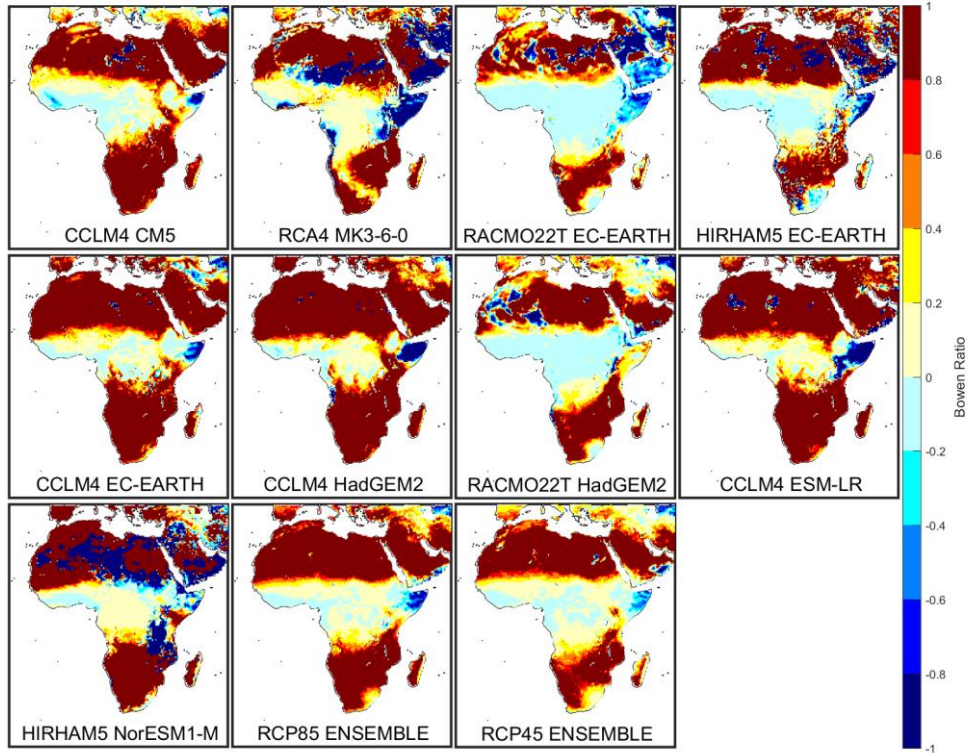 CCLM4 CM5
RCA4 MK3-6-0
RACMO22T EC-EARTH
HIRHAM5 EC-EARTH
CCLM4 EC-EARTH
CCLM4 HadGEM2
RACMO22T HadGEM2
CCLM4 ESM-LR
HIRHAM5 NorESM1-M
RCP85 ENSEMBLE
RCP45 ENSEMBLE
1
0.8
0.6
0.4
0.2
0
-0.2
-0.4
-0.6
-0.8
-1
Bowen Ratio